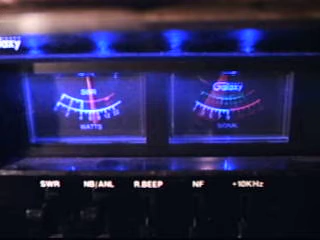 Galaxy
SWR
WATTS
Galaxy
SIGNAL
SWR NB/ANL R.BEEP NF +10KHz